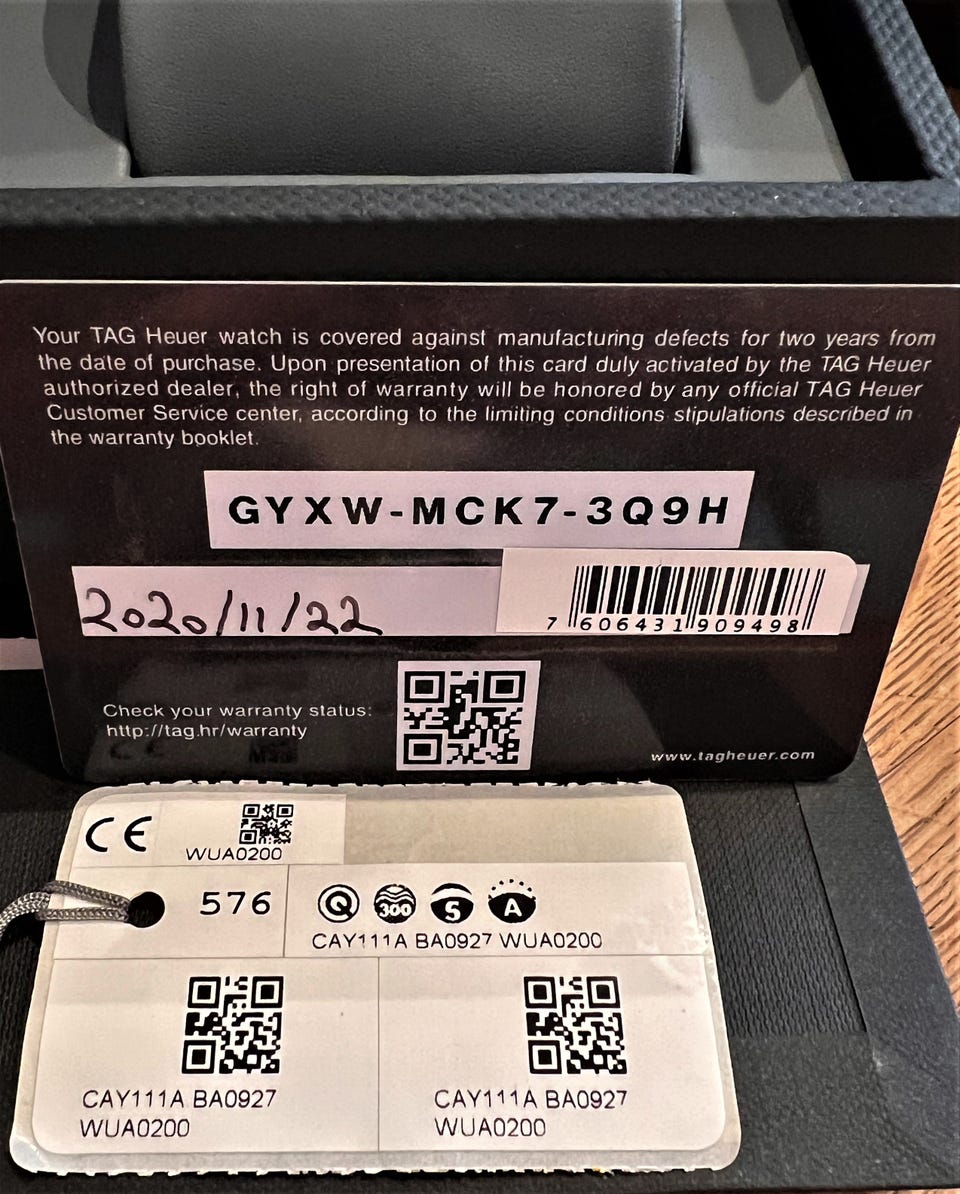 Your TAG Heuer watch is covered against manufacturing defects for two years from
the date of purchase. Upon presentation of this card duly activated by the TAG Heuer
authorized dealer, the right of warranty will be honored by any official TAG Heuer
Customer Service center, according to the limiting conditions stipulations described in
the warranty booklet.
GYXW-MCK7-3Q9H
2020/11/22
7 606431 909498
Check your warranty status:
http://tag.hr/warranty
www.tagheuer.com
CE
WUA0200
576
Q 300 S A
CAY111A BA0927 WUA0200
CAY111A BA0927
WUA0200
CAY111A BA0927
WUA0200